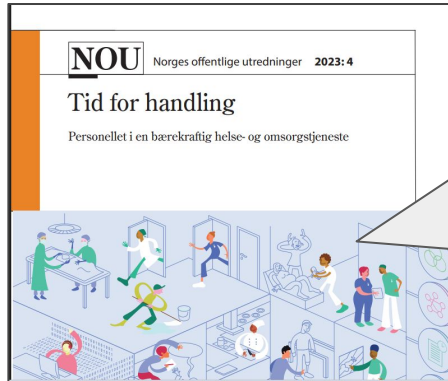 NOU Norges offentlige utredninger 2023: 4
Tid for handling
Personellet i en bærekraftig helse- og omsorgstjeneste